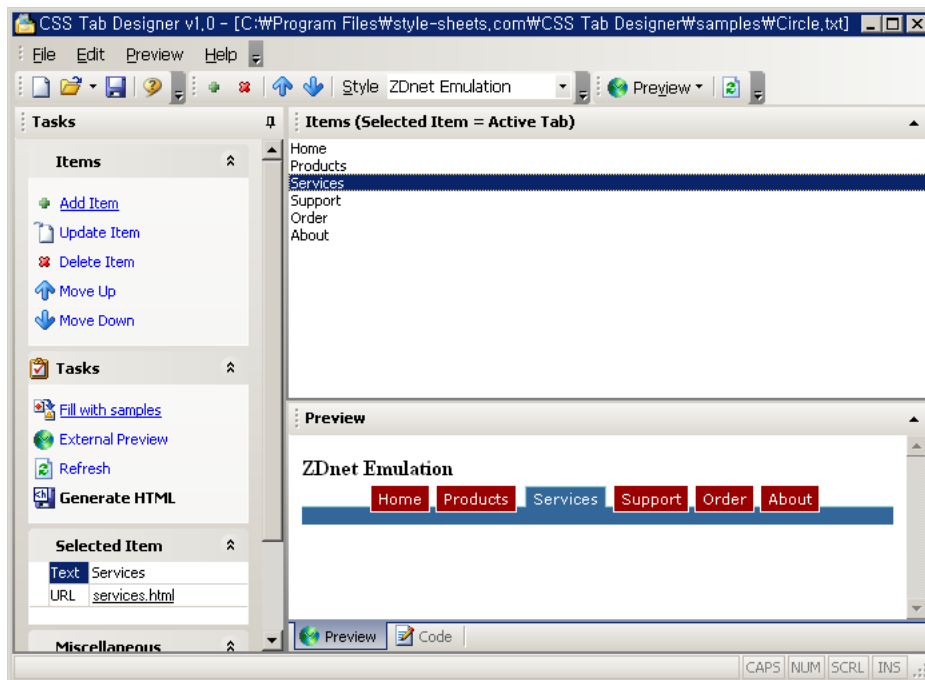 CSS Tab Designer v1,0 - [C:₩Program Files₩style-sheets,com₩CSS Tab Designer₩samples₩Circle,txt]
File Edit Preview Help
Style ZDnet Emulation Preview
Tasks
Items (Selected Item = Active Tab)
Items
Add Item
Update Item
Delete Item
Move Up
Move Down
Home
Products
Services
Support
Order
About
Tasks
Fill with samples
External Preview
Refresh
Generate HTML
Preview
ZDnet Emulation
Home Products Services Support Order About
Selected Item
Text Services
URL services.html
Miscellaneous
Preview Code
CAPS NUM SCRL INS